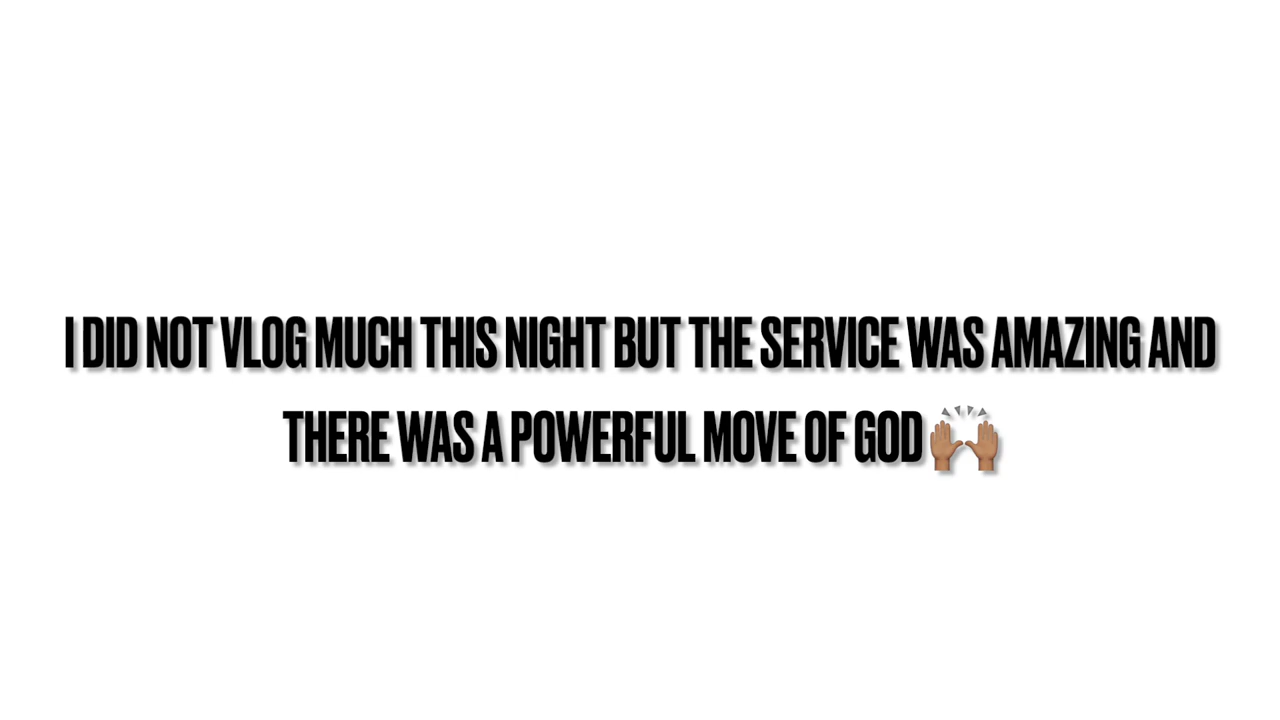 I DID NOT VLOG MUCH THIS NIGHT BUT THE SERVICE WAS AMAZING AND
THERE WAS A POWERFUL MOVE OF GOD 🙌🏽